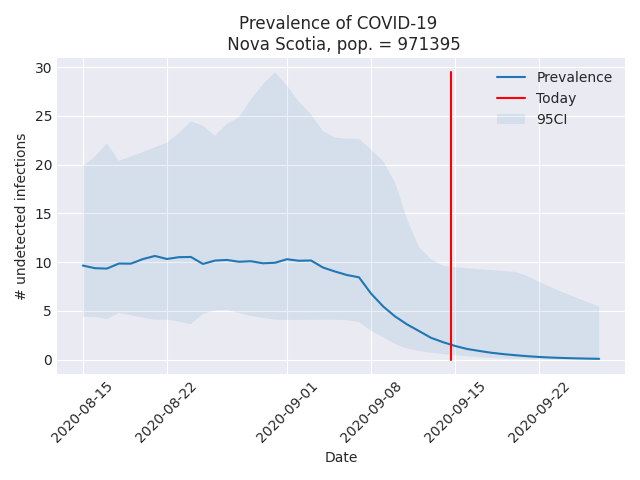 Prevalence of COVID-19
Nova Scotia, pop. = 971395
Prevalence
Today
95CI
# undetected infections
30
25
20
15
10
5
0
2020-08-15
2020-08-22
2020-09-01
2020-09-08
2020-09-15
2020-09-22
Date